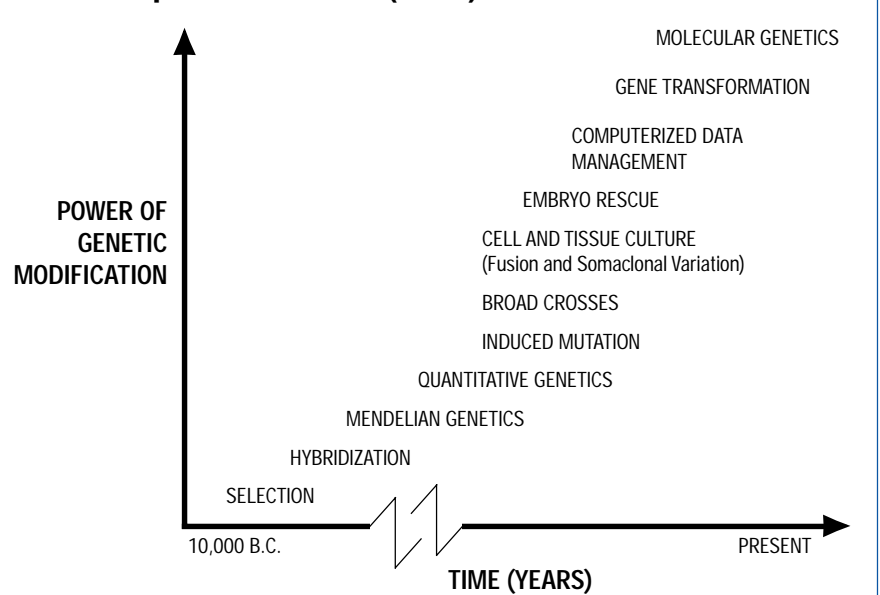 MOLECULAR GENETICS
GENE TRANSFORMATION
COMPUTERIZED DATA
MANAGEMENT
EMBRYO RESCUE
POWER OF
GENETIC
MODIFICATION
CELL AND TISSUE CULTURE
(Fusion and Somaclonal Variation)
BROAD CROSSES
INDUCED MUTATION
QUANTITATIVE GENETICS
MENDELIAN GENETICS
HYBRIDIZATION
SELECTION
10,000 B.C.
PRESENT
TIME (YEARS)